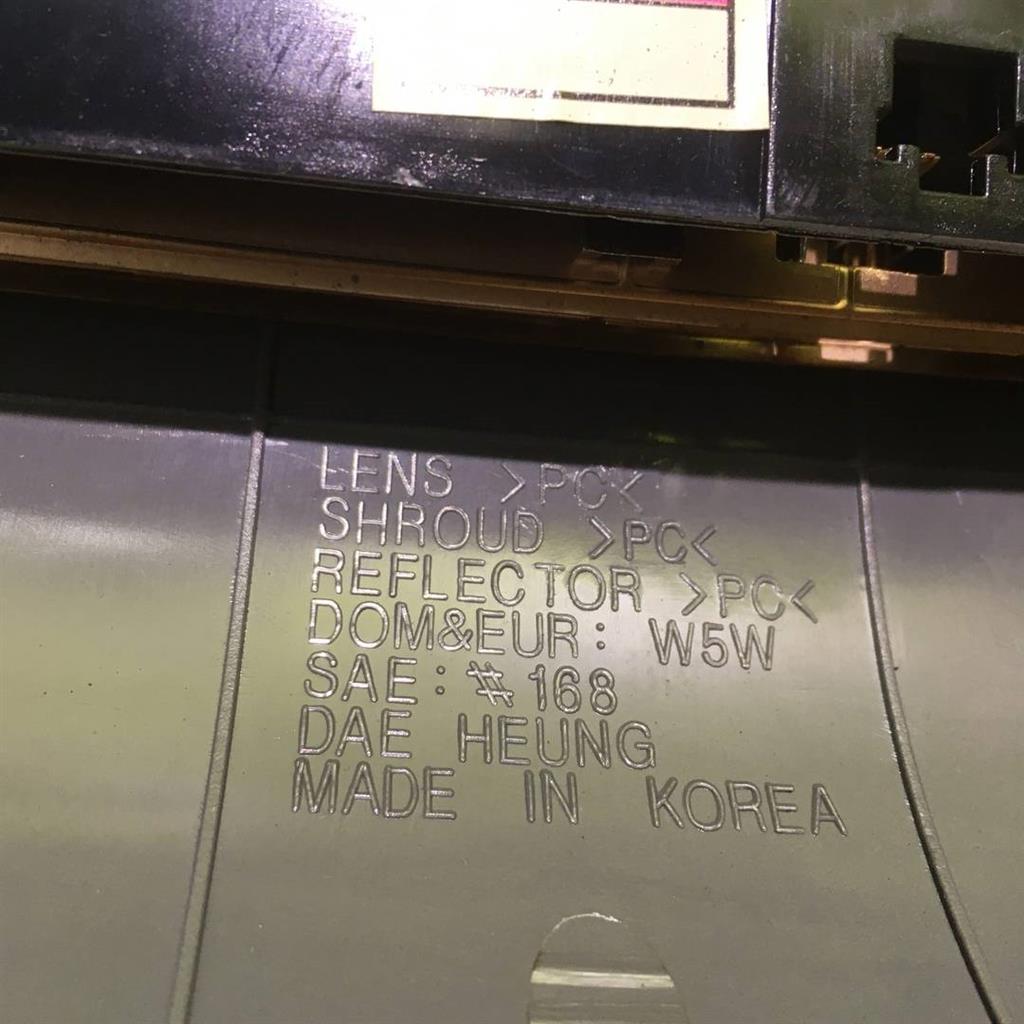 LENS >PC<
SHROUD >PC<
REFLECTOR >PC<
DOM&EUR: W5W
SAE: #168
DAE HEUNG
MADE IN KOREA